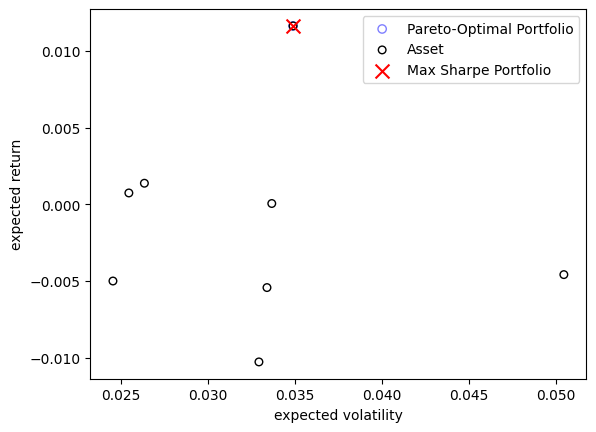 Pareto-Optimal Portfolio
Asset
Max Sharpe Portfolio
0.010
0.005
0.000
−0.005
−0.010
expected return
0.025
0.030
0.035
0.040
0.045
0.050
expected volatility